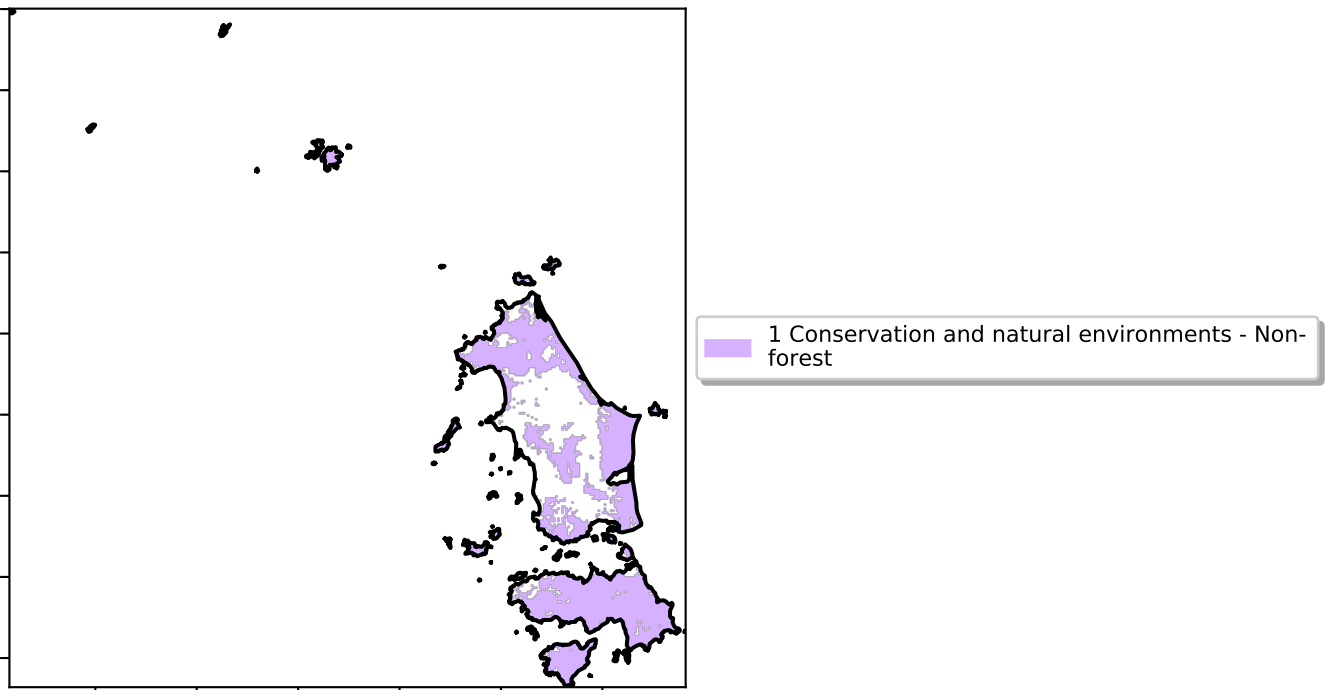 1 Conservation and natural environments - Non-
forest